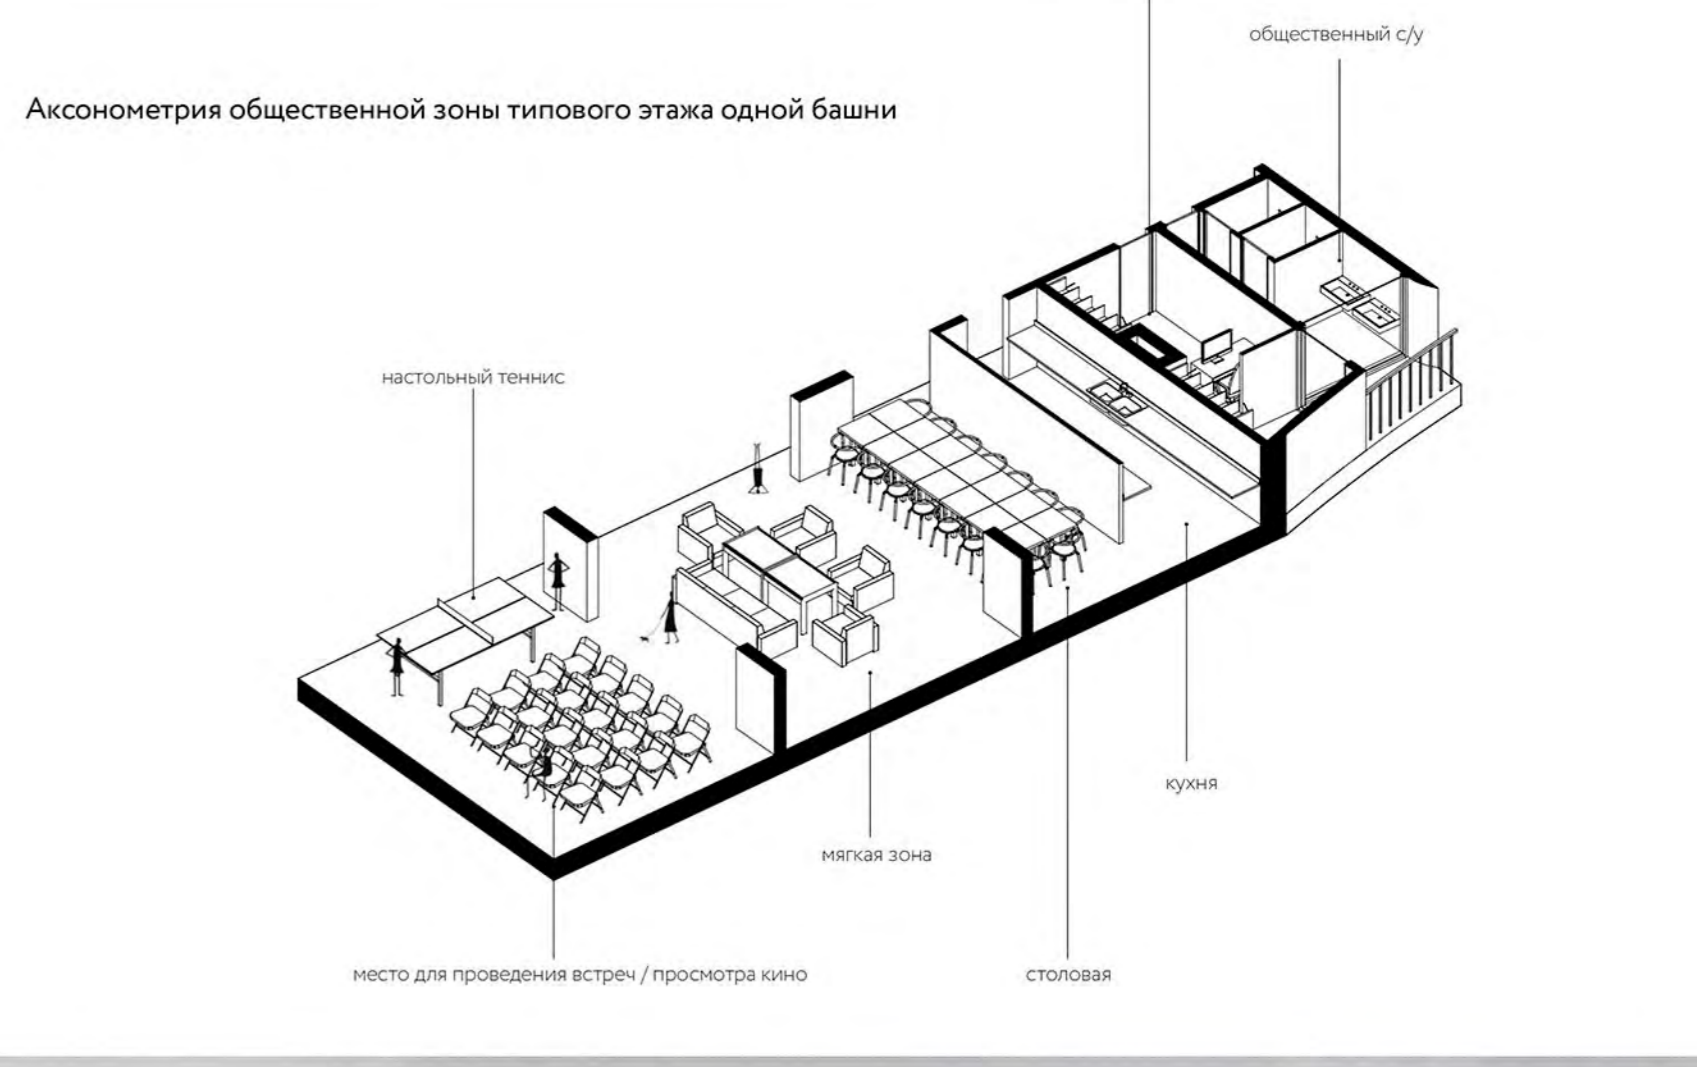 общественный с/у
Аксонометрия общественной зоны типового этажа одной башни
настольный теннис
кухня
мягкая зона
место для проведения встреч / просмотра кино
столовая